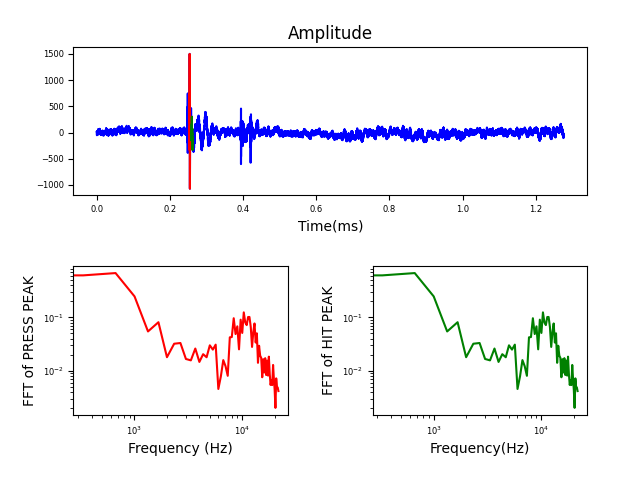 Amplitude
1500
1000
500
0
−500
−1000
0.0 0.2 0.4 0.6 0.8 1.0 1.2
Time(ms)
FFT of PRESS PEAK
10⁻¹
10⁻²
10³ 10⁴
Frequency (Hz)
FFT of HIT PEAK
10⁻¹
10⁻²
10³ 10⁴
Frequency(Hz)